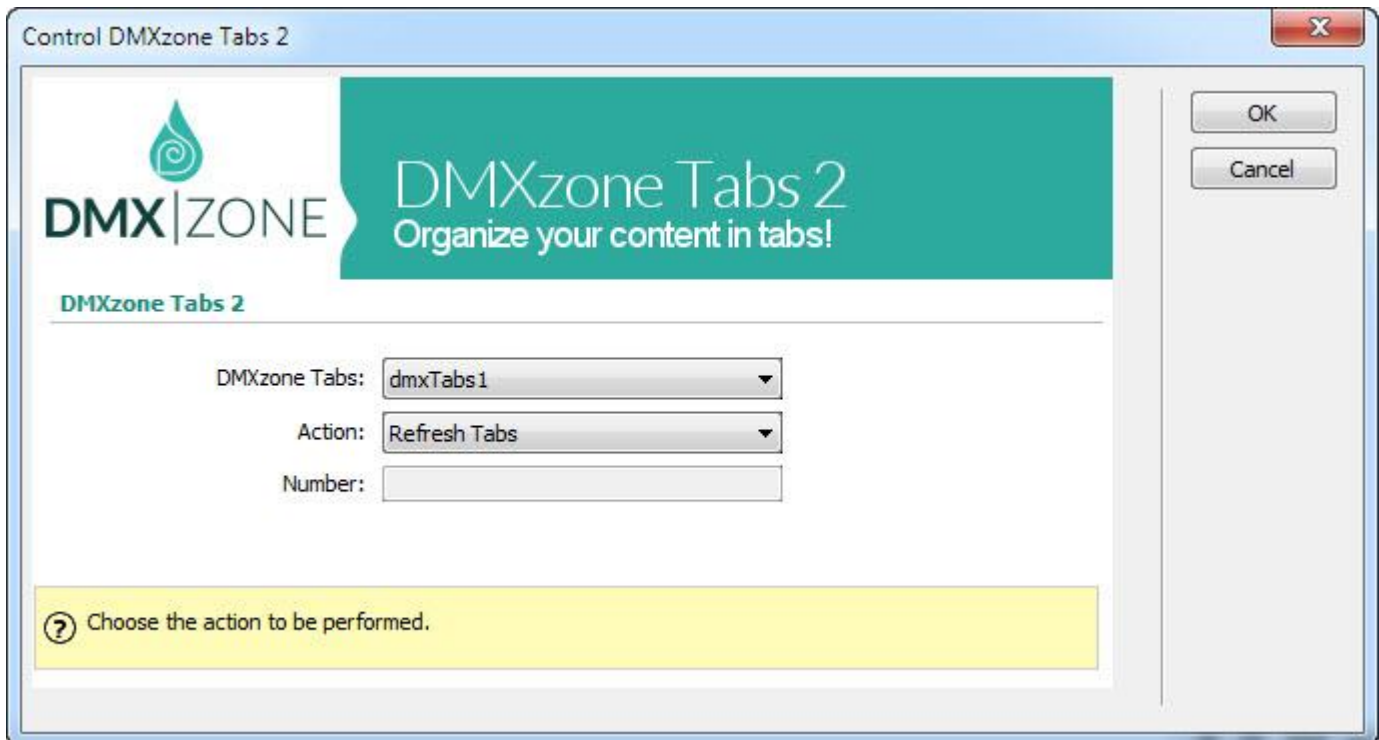 Control DMXzone Tabs 2
X
DMX|ZONE
DMXzone Tabs 2
Organize your content in tabs!
OK
Cancel
DMXzone Tabs 2
DMXzone Tabs: dmxTabs1
Action: Refresh Tabs
Number:
? Choose the action to be performed.